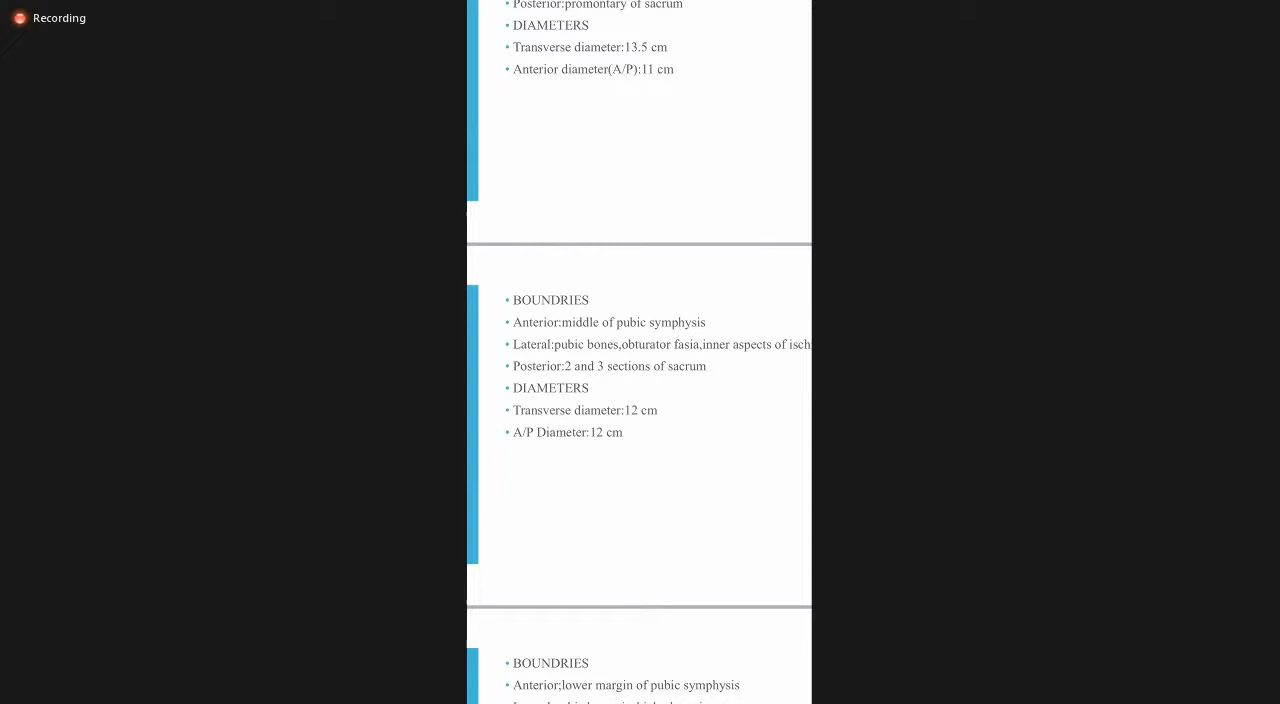 Recording
Posterior:promontary of sacrum
• DIAMETERS
• Transverse diameter:13.5 cm
• Anterior diameter(A/P):11 cm
• BOUNDRIES
• Anterior:middle of pubic symphysis
• Lateral:pubic bones,obturator fasia,inner aspects of isch
• Posterior:2 and 3 sections of sacrum
• DIAMETERS
• Transverse diameter:12 cm
• A/P Diameter:12 cm
• BOUNDRIES
• Anterior;lower margin of pubic symphysis